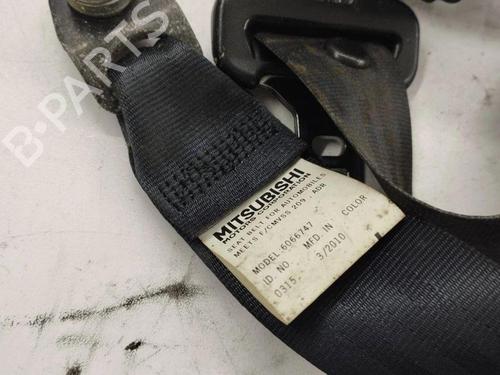 B-PARTS
MITSUBISHI
MOTORS CORPORATION
SEAT BELT FOR AUTOMOBILES
MEETS F/CMVSS 209 . ADR
MODEL.6066747
ID. NO. MFD. IN COLOR
0315. 3/2010